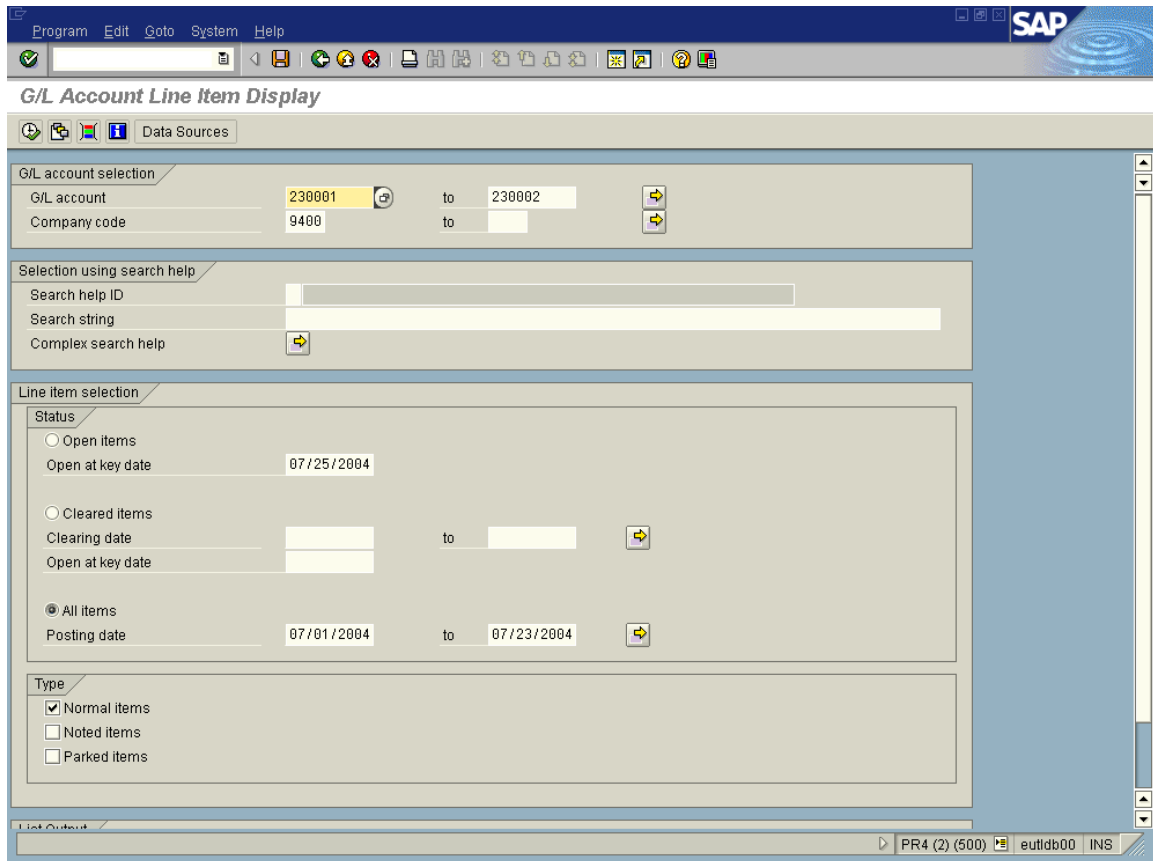 Program Edit Goto System Help
SAP
G/L Account Line Item Display
Data Sources
G/L account selection
G/L account 230001 to 230002
Company code 9400 to
Selection using search help
Search help ID
Search string
Complex search help
Line item selection
Status
Open items
Open at key date 07/25/2004
Cleared items
Clearing date to
Open at key date
All items
Posting date 07/01/2004 to 07/23/2004
Type
Normal items
Noted items
Parked items
List Output
PR4 (2) (500) eutldb00 INS